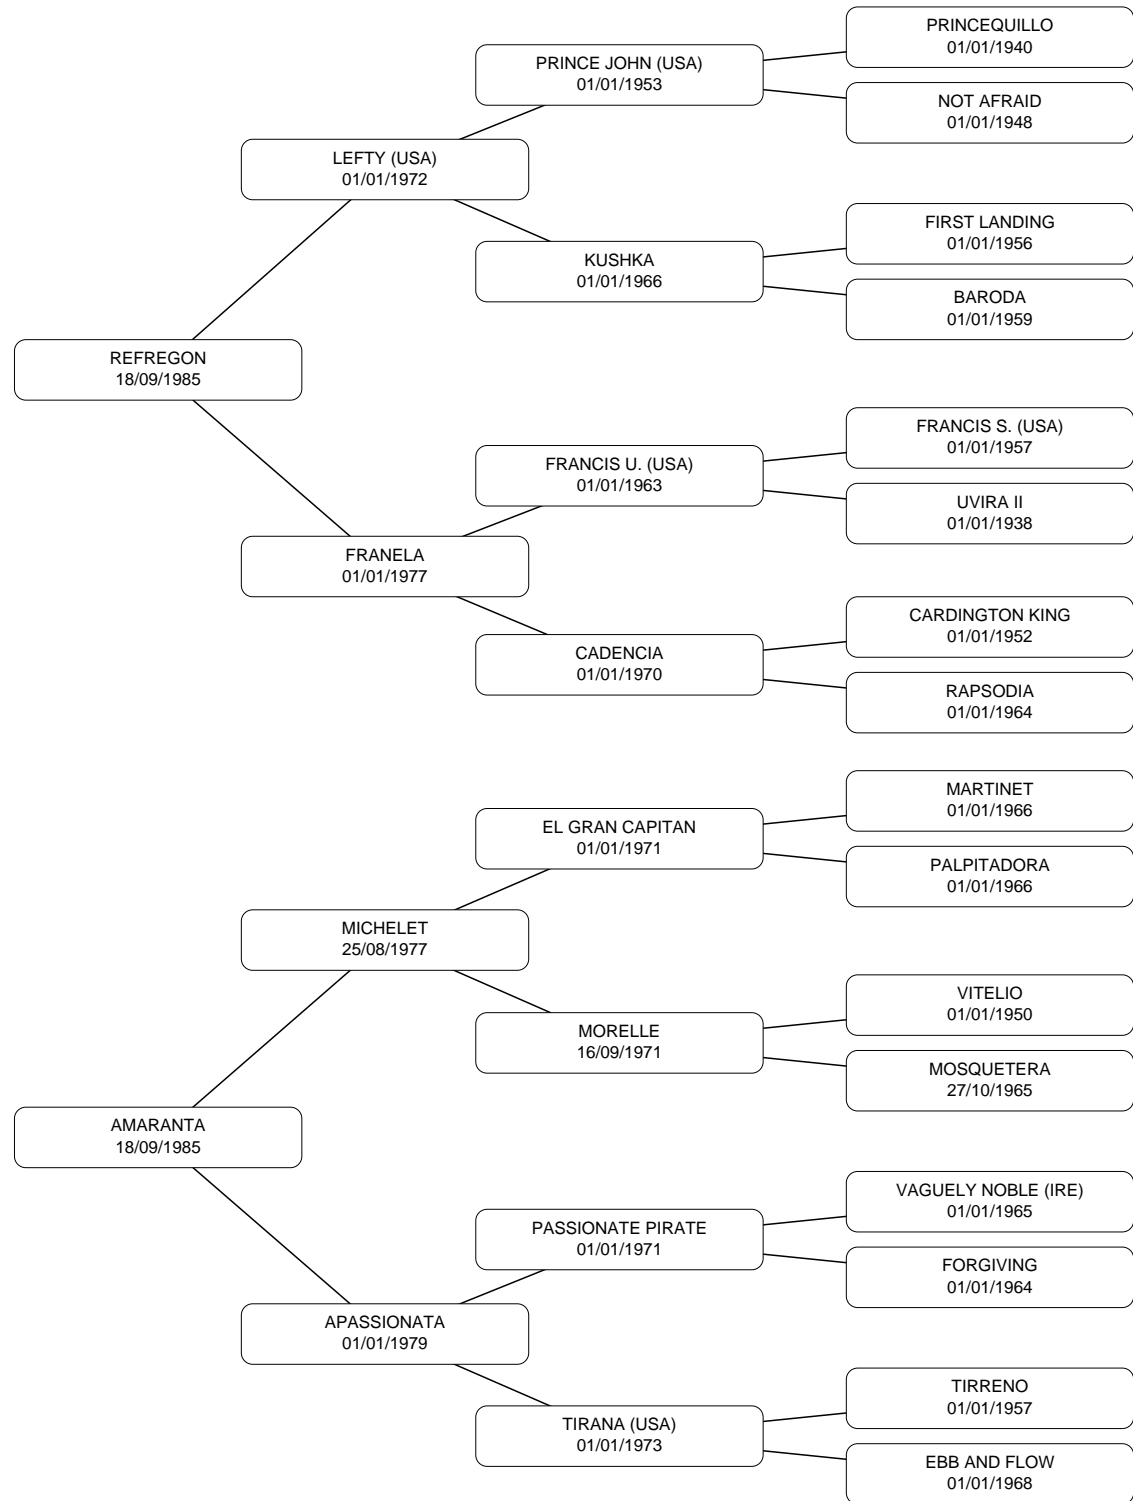 PRINCEQUILLO
01/01/1940
PRINCE JOHN (USA)
01/01/1953
NOT AFRAID
01/01/1948
LEFTY (USA)
01/01/1972
FIRST LANDING
01/01/1956
KUSHKA
01/01/1966
BARODA
01/01/1959
REFREGON
18/09/1985
FRANCIS S. (USA)
01/01/1957
FRANCIS U. (USA)
01/01/1963
UVIRA II
01/01/1938
FRANELA
01/01/1977
CARDINGTON KING
01/01/1952
CADENCIA
01/01/1970
RAPSODIA
01/01/1964
MARTINET
01/01/1966
EL GRAN CAPITAN
01/01/1971
PALPITADORA
01/01/1966
MICHELET
25/08/1977
VITELIO
01/01/1950
MORELLE
16/09/1971
MOSQUETERA
27/10/1965
AMARANTA
18/09/1985
VAGUELY NOBLE (IRE)
01/01/1965
PASSIONATE PIRATE
01/01/1971
FORGIVING
01/01/1964
APASSIONATA
01/01/1979
TIRRENO
01/01/1957
TIRANA (USA)
01/01/1973
EBB AND FLOW
01/01/1968